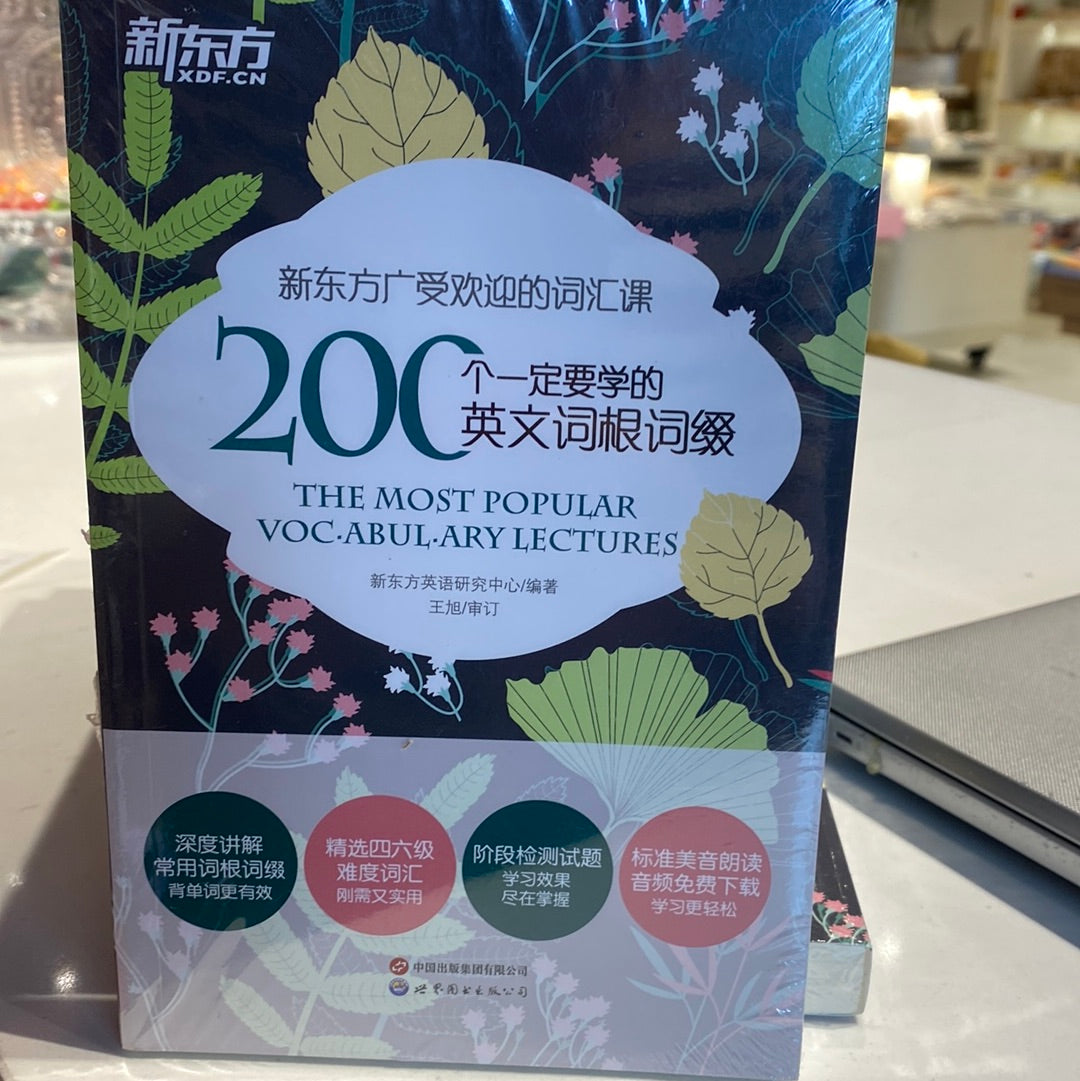 新东方
XDF.CN
新东方广受欢迎的词汇课
200个一定要学的
英文词根词缀
THE MOST POPULAR
VOC·ABUL·ARY LECTURES
新东方英语研究中心/编著
王旭/审订
深度讲解
常用词根词缀
背单词更有效
精选四六级
难度词汇
刚需又实用
阶段检测试题
学习效果
尽在掌握
标准美音朗读
音频免费下载
学习更轻松
中国出版集团有限公司
世界图书出版公司